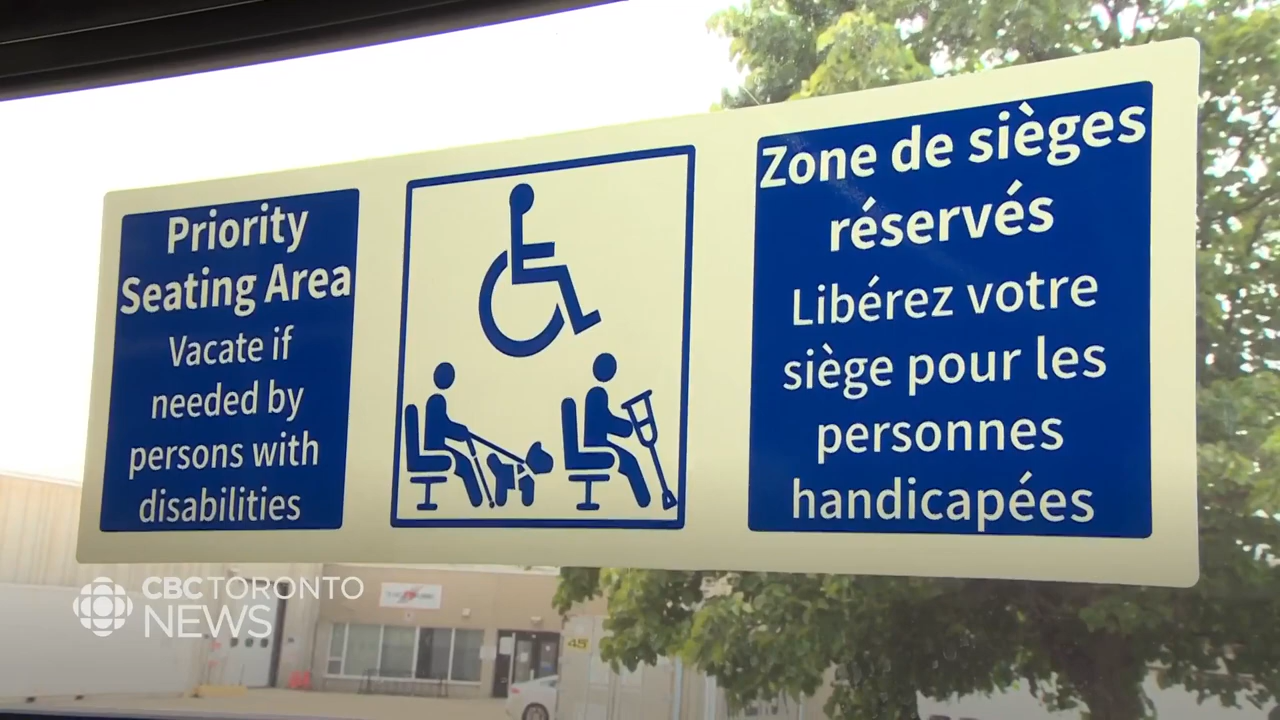 Priority
Seating Area
Vacate if
needed by
persons with
disabilities
Zone de sièges
réservés
Libérez votre
siège pour les
personnes
handicapées
CBC TORONTO
NEWS
45'